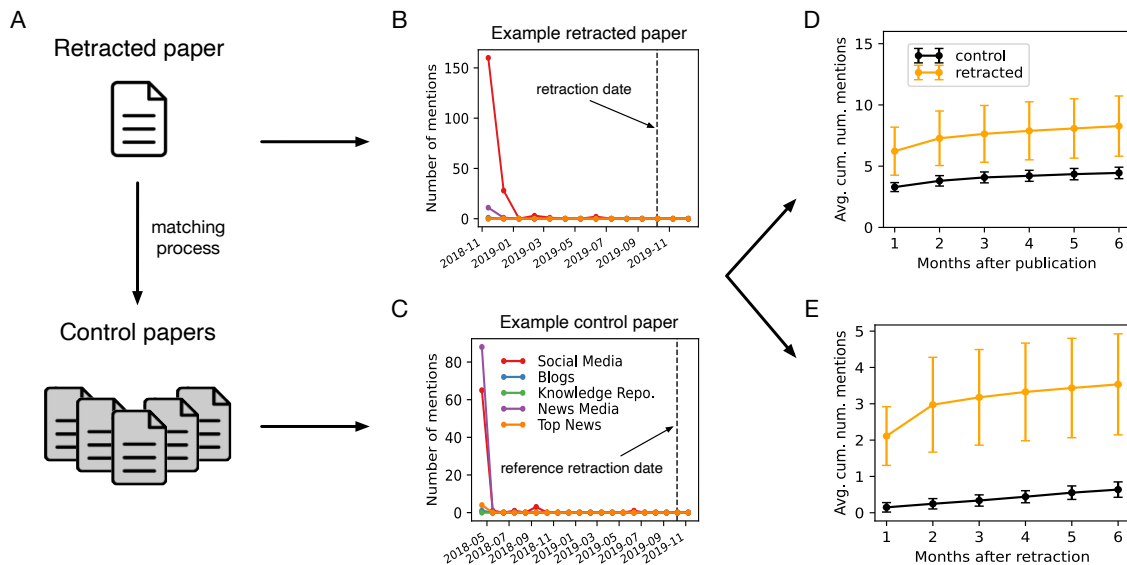 A
Retracted paper
matching
process
Control papers
B
Example retracted paper
Number of mentions
150
100
50
0
retraction date
2018-11
2019-01
2019-03
2019-05
2019-07
2019-09
2019-11
C
Example control paper
Number of mentions
80
60
40
20
0
Social Media
Blogs
Knowledge Repo.
News Media
Top News
reference retraction date
2018-05
2018-07
2018-09
2018-11
2019-01
2019-03
2019-05
2019-07
2019-09
2019-11
D
Avg. cum. num. mentions
15
10
5
0
control
retracted
1 2 3 4 5 6
Months after publication
E
Avg. cum. num. mentions
5
4
3
2
1
0
1 2 3 4 5 6
Months after retraction